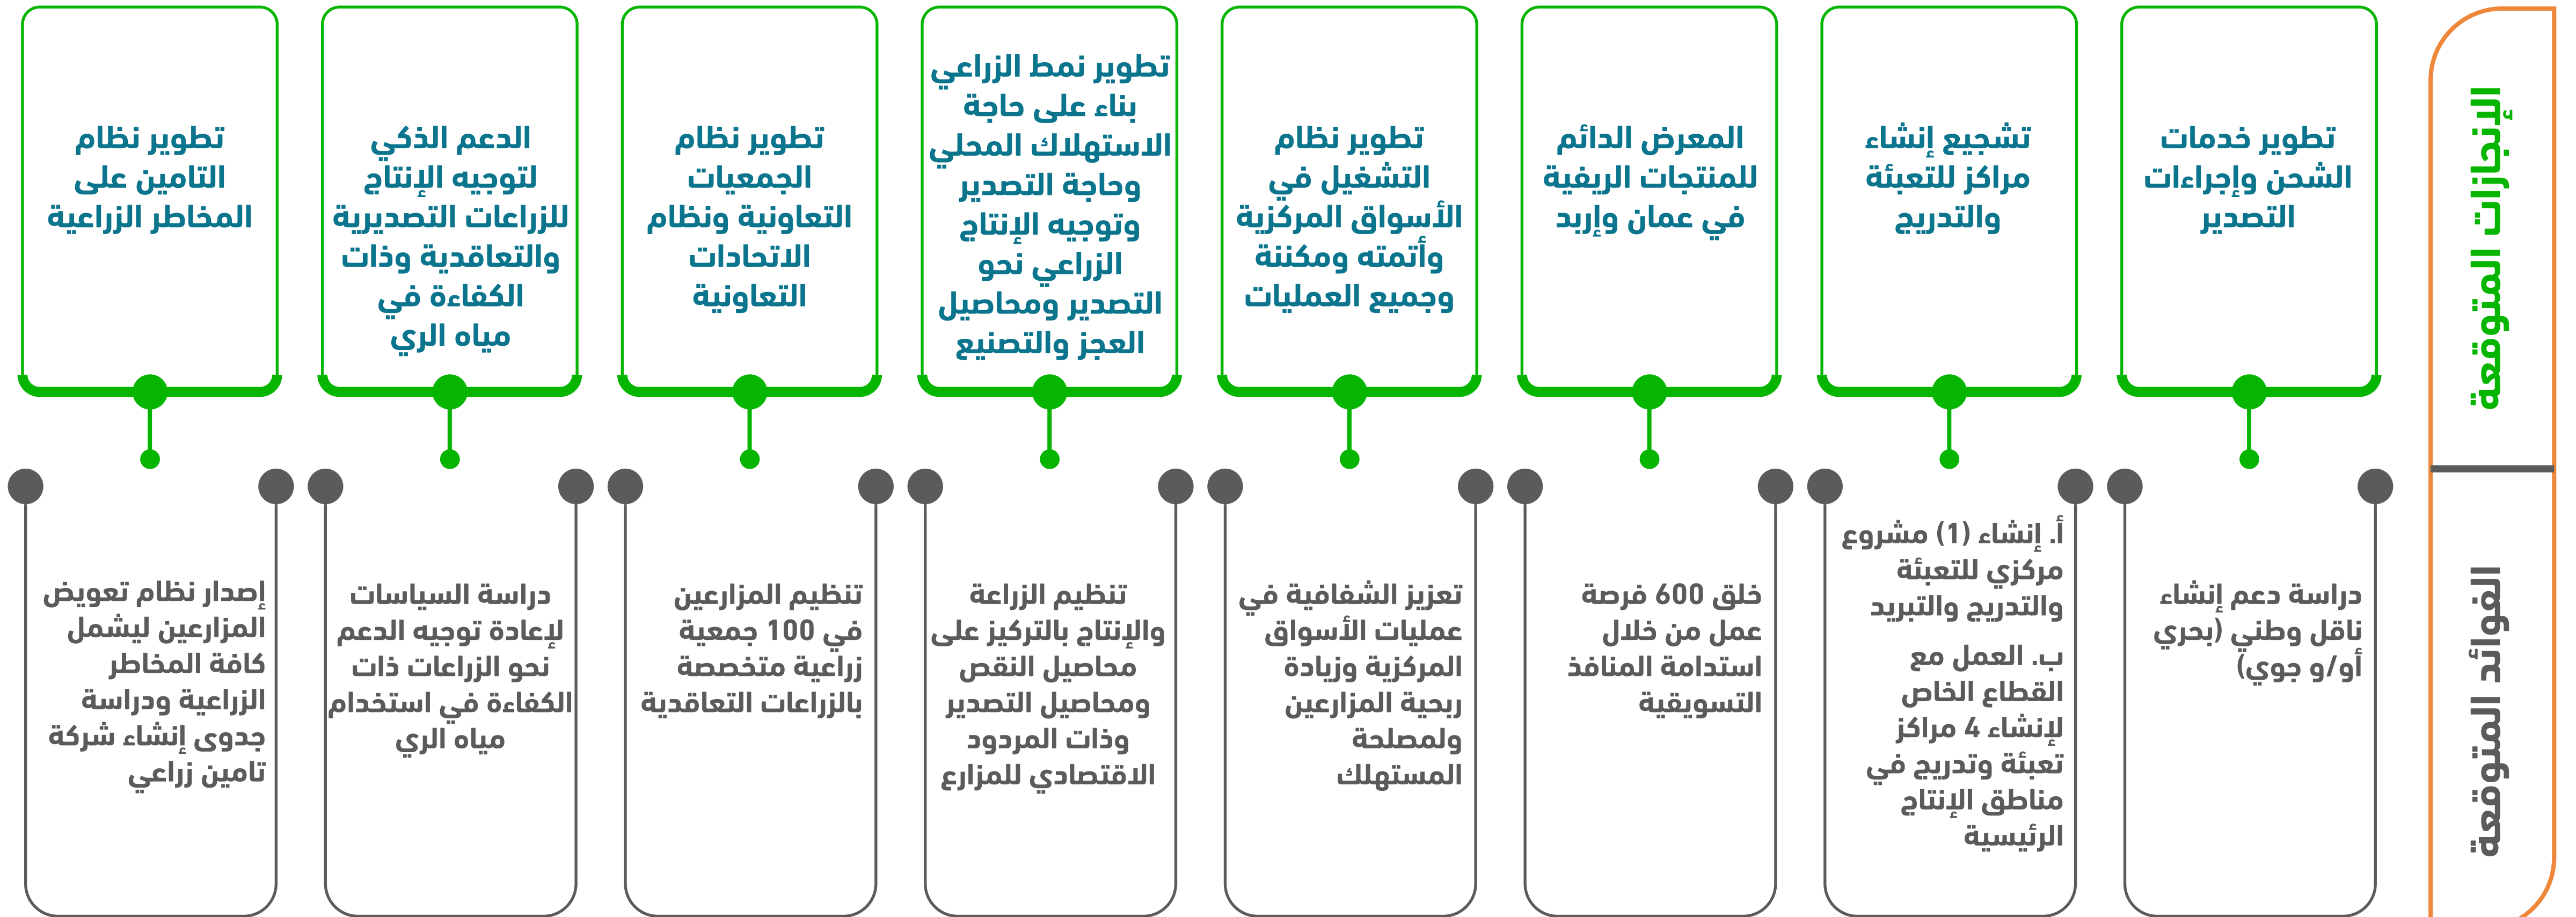 الإنجازات المتوقعة
تطوير خدمات
الشحن وإجراءات
التصدير
تشجيع إنشاء
مراكز للتعبئة
والتدريج
المعرض الدائم
للمنتجات الريفية
في عمان وإربد
تطوير نظام
التشغيل في
الأسواق المركزية
وأتمته ومكننة
وجميع العمليات
تطوير نمط الزراعي
بناء على حاجة
الاستهلاك المحلي
وحاجة التصدير
وتوجيه الإنتاج
الزراعي نحو
التصدير ومحاصيل
العجز والتصنيع
تطوير نظام
الجمعيات
التعاونية ونظام
الاتحادات
التعاونية
الدعم الذكي
لتوجيه الإنتاج
للزراعات التصديرية
والتعاقدية وذات
الكفاءة في
مياه الري
تطوير نظام
التامين على
المخاطر الزراعية
الفوائد المتوقعة
دراسة دعم إنشاء
ناقل وطني (بحري
أو/و جوي)
أ. إنشاء (1) مشروع
مركزي للتعبئة
والتدريج والتبريد
ب. العمل مع
القطاع الخاص
لإنشاء 4 مراكز
تعبئة وتدريج في
مناطق الإنتاج
الرئيسية
خلق 600 فرصة
عمل من خلال
استدامة المنافذ
التسويقية
تعزيز الشفافية في
عمليات الأسواق
المركزية وزيادة
ربحية المزارعين
ولمصلحة
المستهلك
تنظيم الزراعة
والإنتاج بالتركيز على
محاصيل النقص
ومحاصيل التصدير
وذات المردود
الاقتصادي للمزارع
تنظيم المزارعين
في 100 جمعية
زراعية متخصصة
بالزراعات التعاقدية
دراسة السياسات
لإعادة توجيه الدعم
نحو الزراعات ذات
الكفاءة في استخدام
مياه الري
إصدار نظام تعويض
المزارعين ليشمل
كافة المخاطر
الزراعية ودراسة
جدوى إنشاء شركة
تامين زراعي